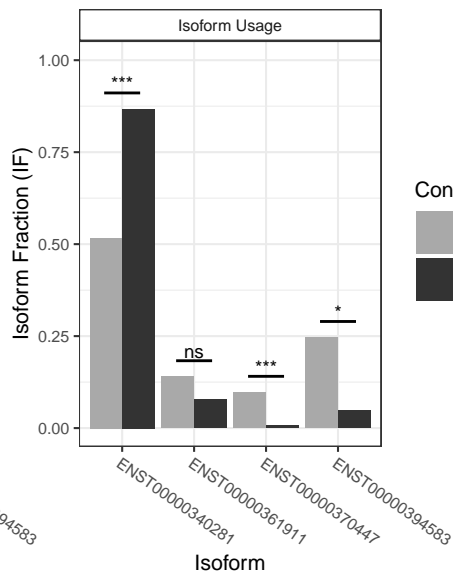 Isoform Usage
1.00
0.75
0.50
0.25
0.00
Isoform Fraction (IF)
***
ns
***
*
Con
94583
ENST00000340281
ENST00000361911
ENST00000370447
ENST00000394583
Isoform